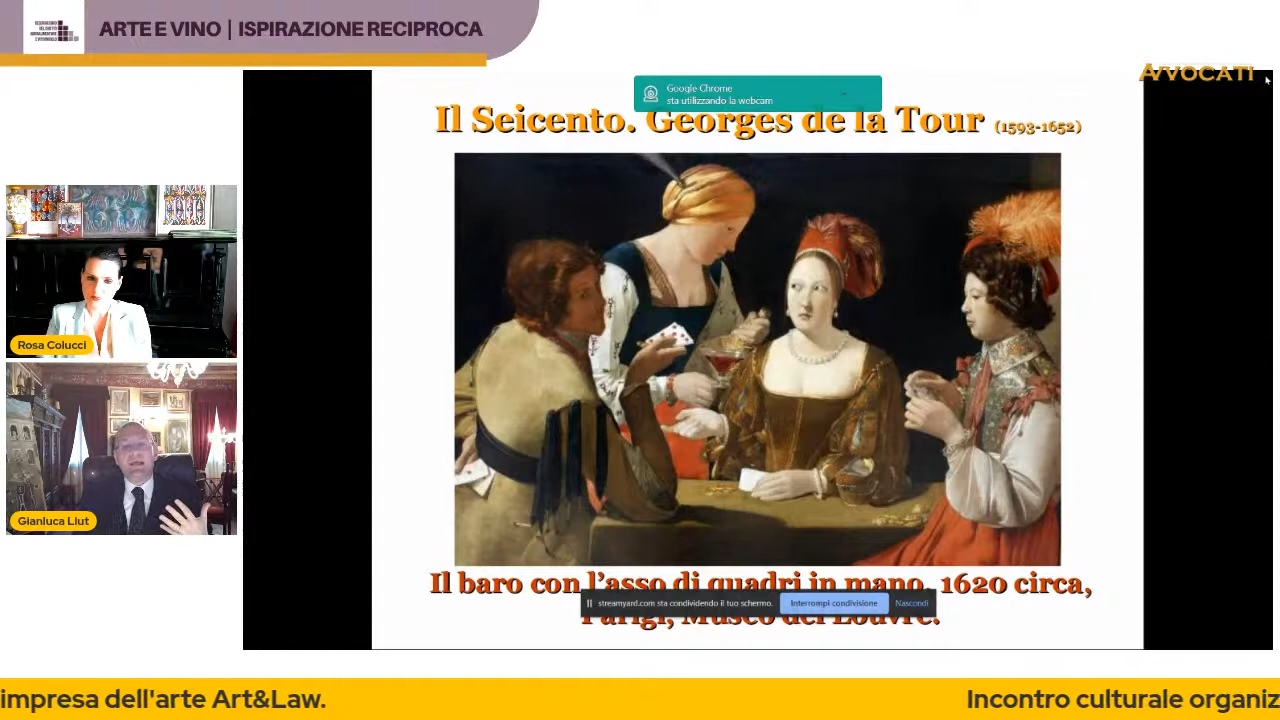 ARTE E VINO | ISPIRAZIONE RECIPROCA
AVVOCATI
Google Chrome
sta utilizzando la webcam
Il Seicento. Georges de la Tour (1593-1652)
Rosa Colucci
Gianluca Llut
Il baro con l'asso di quadri in mano, 1620 circa,
streamyard.com sta condividendo il tuo schermo. Interrompi condivisione Nascondi
Parigi, Museo del Louvre.
impresa dell'arte Art&Law. Incontro culturale organiz